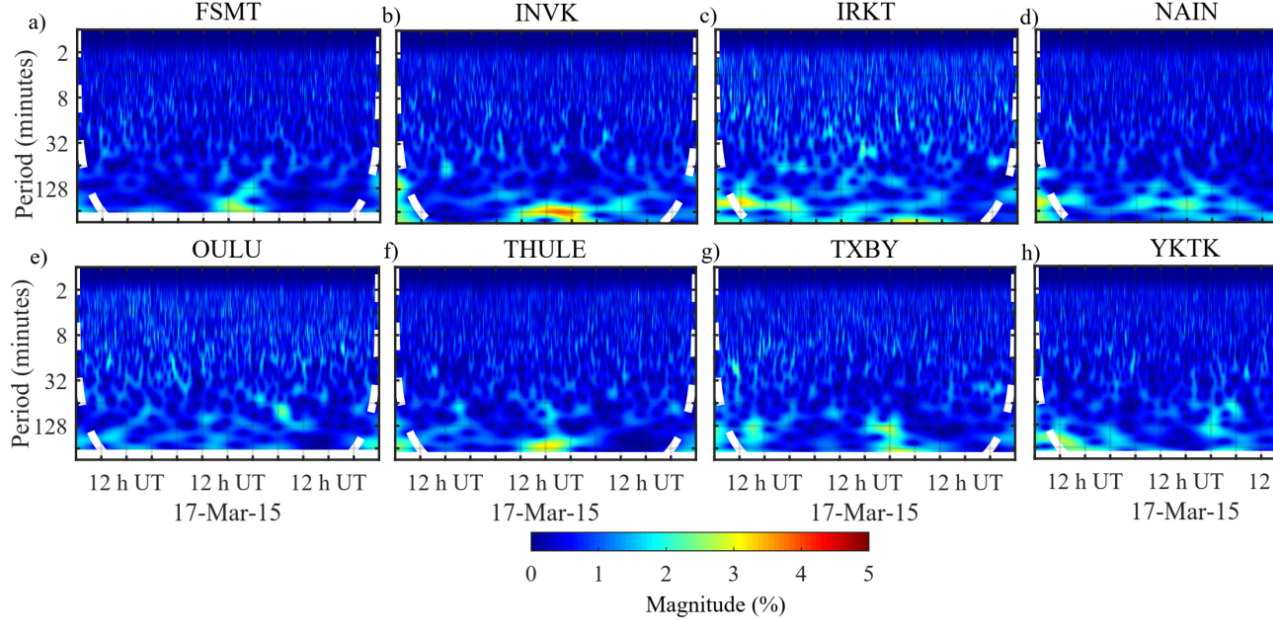 a) FSMT b) INVK c) IRKT d) NAIN
Period (minutes)
2
8
32
128
e) OULU f) THULE g) TXBY h) YKTK
Period (minutes)
2
8
32
128
12 h UT 12 h UT 12 h UT 12 h UT 12 h UT 12 h UT 12 h UT 12 h UT 12 h UT 12 h UT 12 h UT 12
17-Mar-15 17-Mar-15 17-Mar-15 17-Mar-15
0 1 2 3 4 5
Magnitude (%)